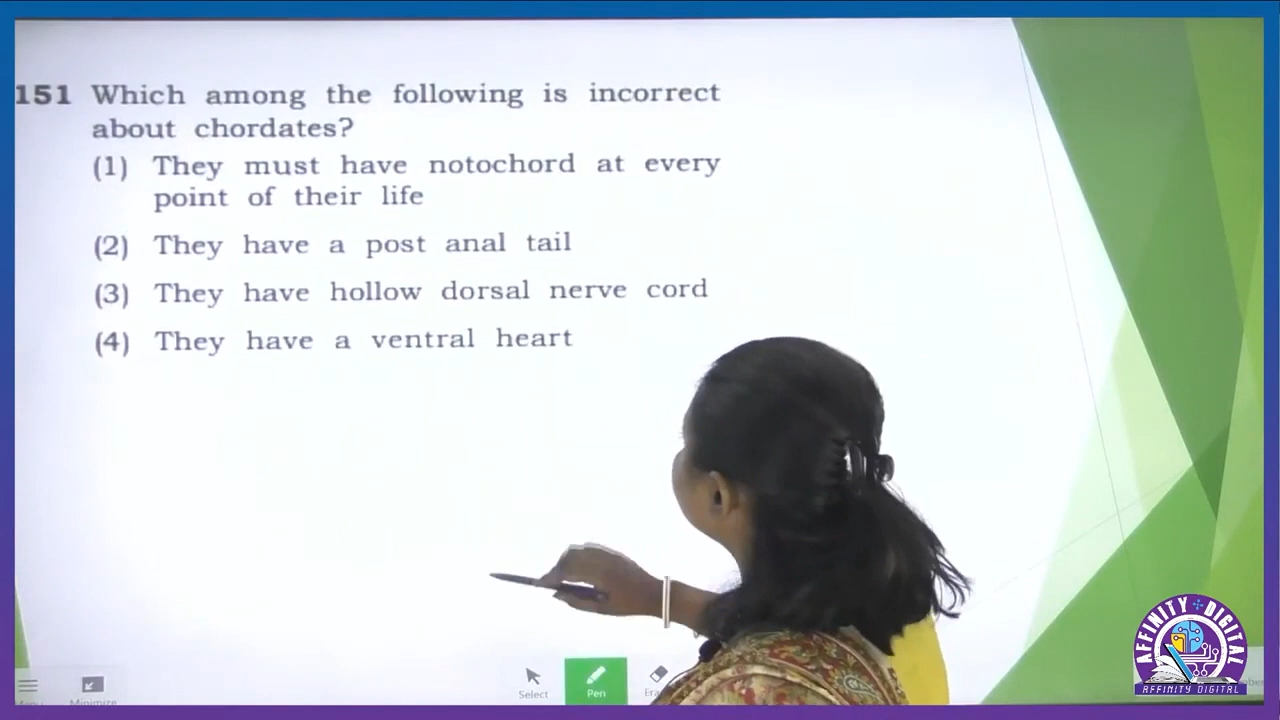 151 Which among the following is incorrect
about chordates?
(1) They must have notochord at every
point of their life
(2) They have a post anal tail
(3) They have hollow dorsal nerve cord
(4) They have a ventral heart
Select
Pen
Minimize
AFFINITY DIGITAL
AFFINITY DIGITAL